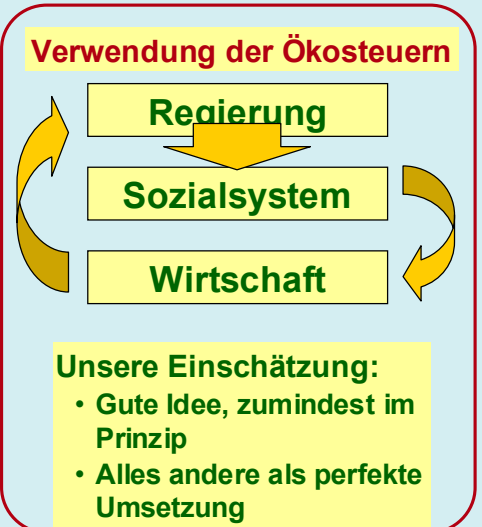 Verwendung der Ökosteuern
Regierung
Sozialsystem
Wirtschaft
Unsere Einschätzung:
• Gute Idee, zumindest im
Prinzip
• Alles andere als perfekte
Umsetzung